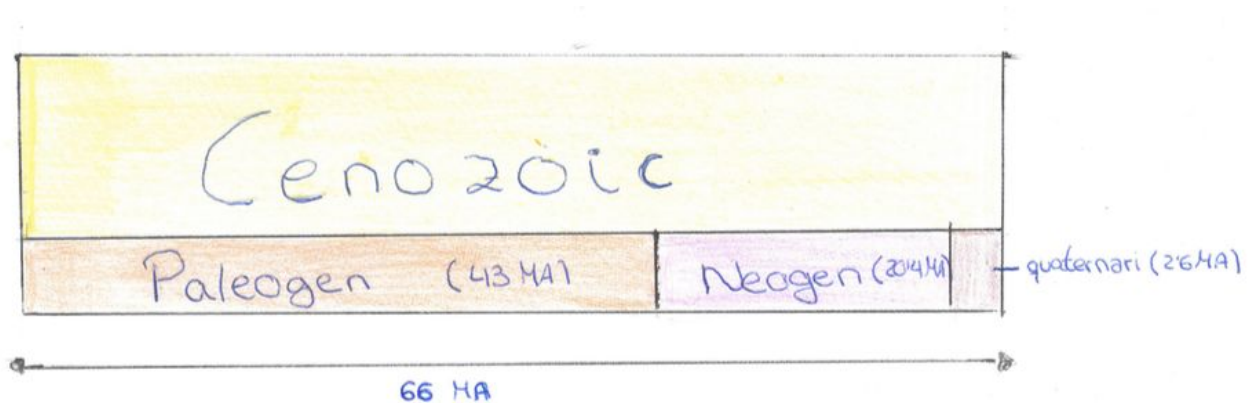 Cenozoic
Paleogen (43 MA)
Neogen (20'4 MA)
quaternari (2'6 MA)
66 MA